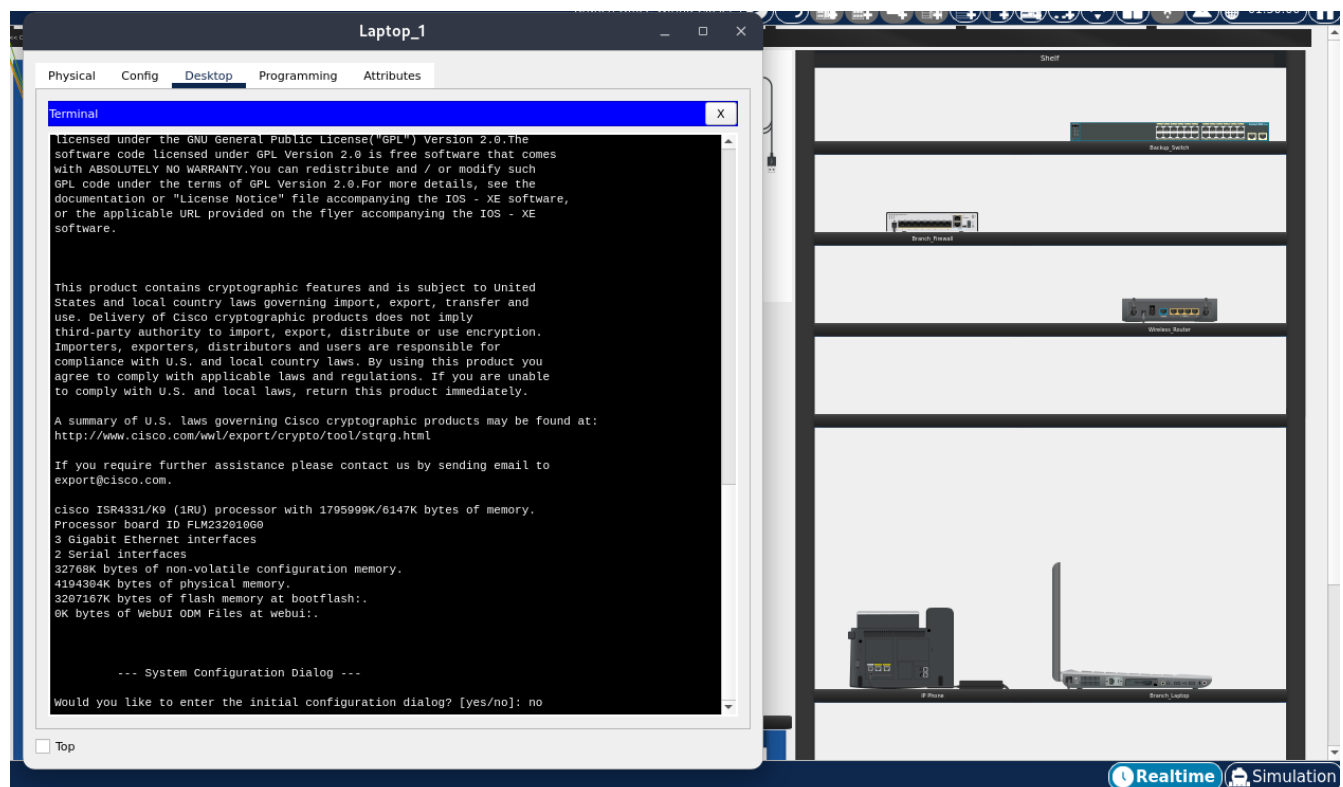 Laptop_1
Physical Config Desktop Programming Attributes
Terminal X
licensed under the GNU General Public License("GPL") Version 2.0.The
software code licensed under GPL Version 2.0 is free software that comes
with ABSOLUTELY NO WARRANTY.You can redistribute and / or modify such
GPL code under the terms of GPL Version 2.0.For more details, see the
documentation or "License Notice" file accompanying the IOS - XE software,
or the applicable URL provided on the flyer accompanying the IOS - XE
software.
This product contains cryptographic features and is subject to United
States and local country laws governing import, export, transfer and
use. Delivery of Cisco cryptographic products does not imply
third-party authority to import, export, distribute or use encryption.
Importers, exporters, distributors and users are responsible for
compliance with U.S. and local country laws. By using this product you
agree to comply with applicable laws and regulations. If you are unable
to comply with U.S. and local laws, return this product immediately.
A summary of U.S. laws governing Cisco cryptographic products may be found at:
http://www.cisco.com/wwl/export/crypto/tool/stqrg.html
If you require further assistance please contact us by sending email to
export@cisco.com.
cisco ISR4331/K9 (1RU) processor with 1795999K/6147K bytes of memory.
Processor board ID FLM232010G0
3 Gigabit Ethernet interfaces
2 Serial interfaces
32768K bytes of non-volatile configuration memory.
4194304K bytes of physical memory.
3207167K bytes of flash memory at bootflash:.
0K bytes of WebUI ODM Files at webui:.
--- System Configuration Dialog ---
Would you like to enter the initial configuration dialog? [yes/no]: no
Top
Shelf
Backup_Switch
Branch_Firewall
Wireless_Router
IP Phone
Branch_Laptop
Realtime Simulation